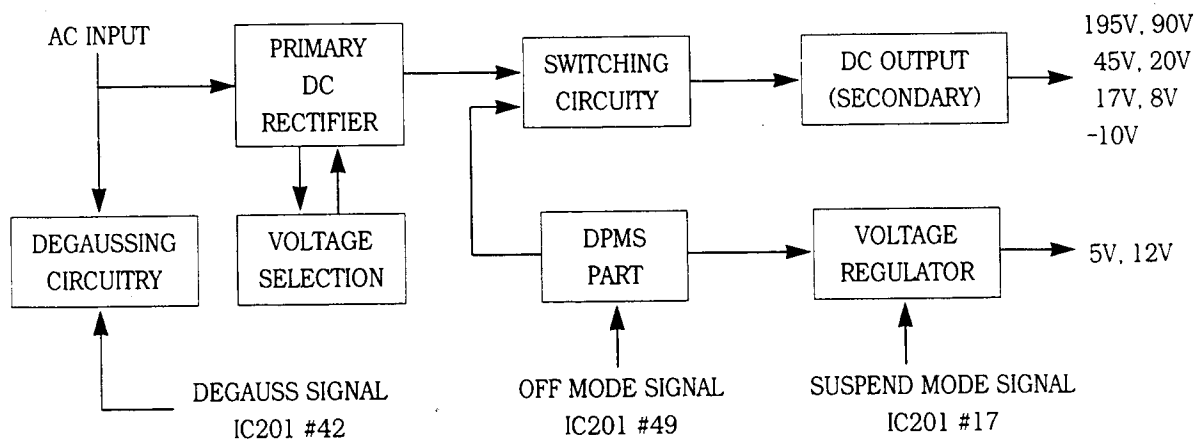 AC INPUT
PRIMARY
DC
RECTIFIER
SWITCHING
CIRCUITY
DC OUTPUT
(SECONDARY)
195V, 90V
45V, 20V
17V, 8V
-10V
DEGAUSSING
CIRCUITRY
VOLTAGE
SELECTION
DPMS
PART
VOLTAGE
REGULATOR
5V, 12V
DEGAUSS SIGNAL
IC201 #42
OFF MODE SIGNAL
IC201 #49
SUSPEND MODE SIGNAL
IC201 #17